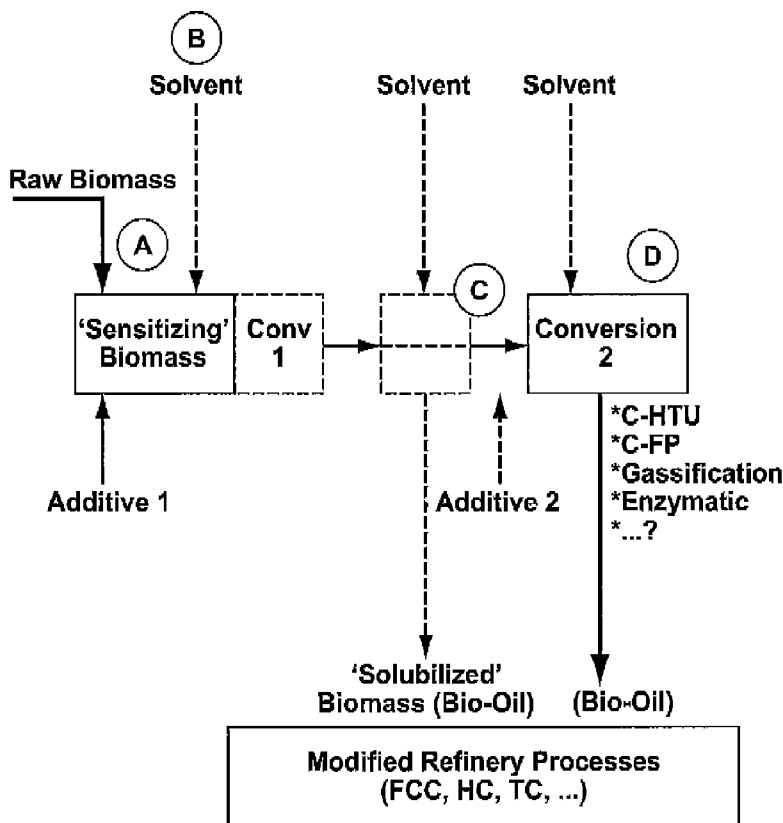 B
Solvent
Solvent
Solvent
Raw Biomass
A
C
D
‘Sensitizing’
Biomass
Conv
1
Conversion
2
Additive 1
Additive 2
*C-HTU
*C-FP
*Gassification
*Enzymatic
*...?
‘Solubilized’
Biomass (Bio-Oil)
(Bio-Oil)
Modified Refinery Processes
(FCC, HC, TC, ...)